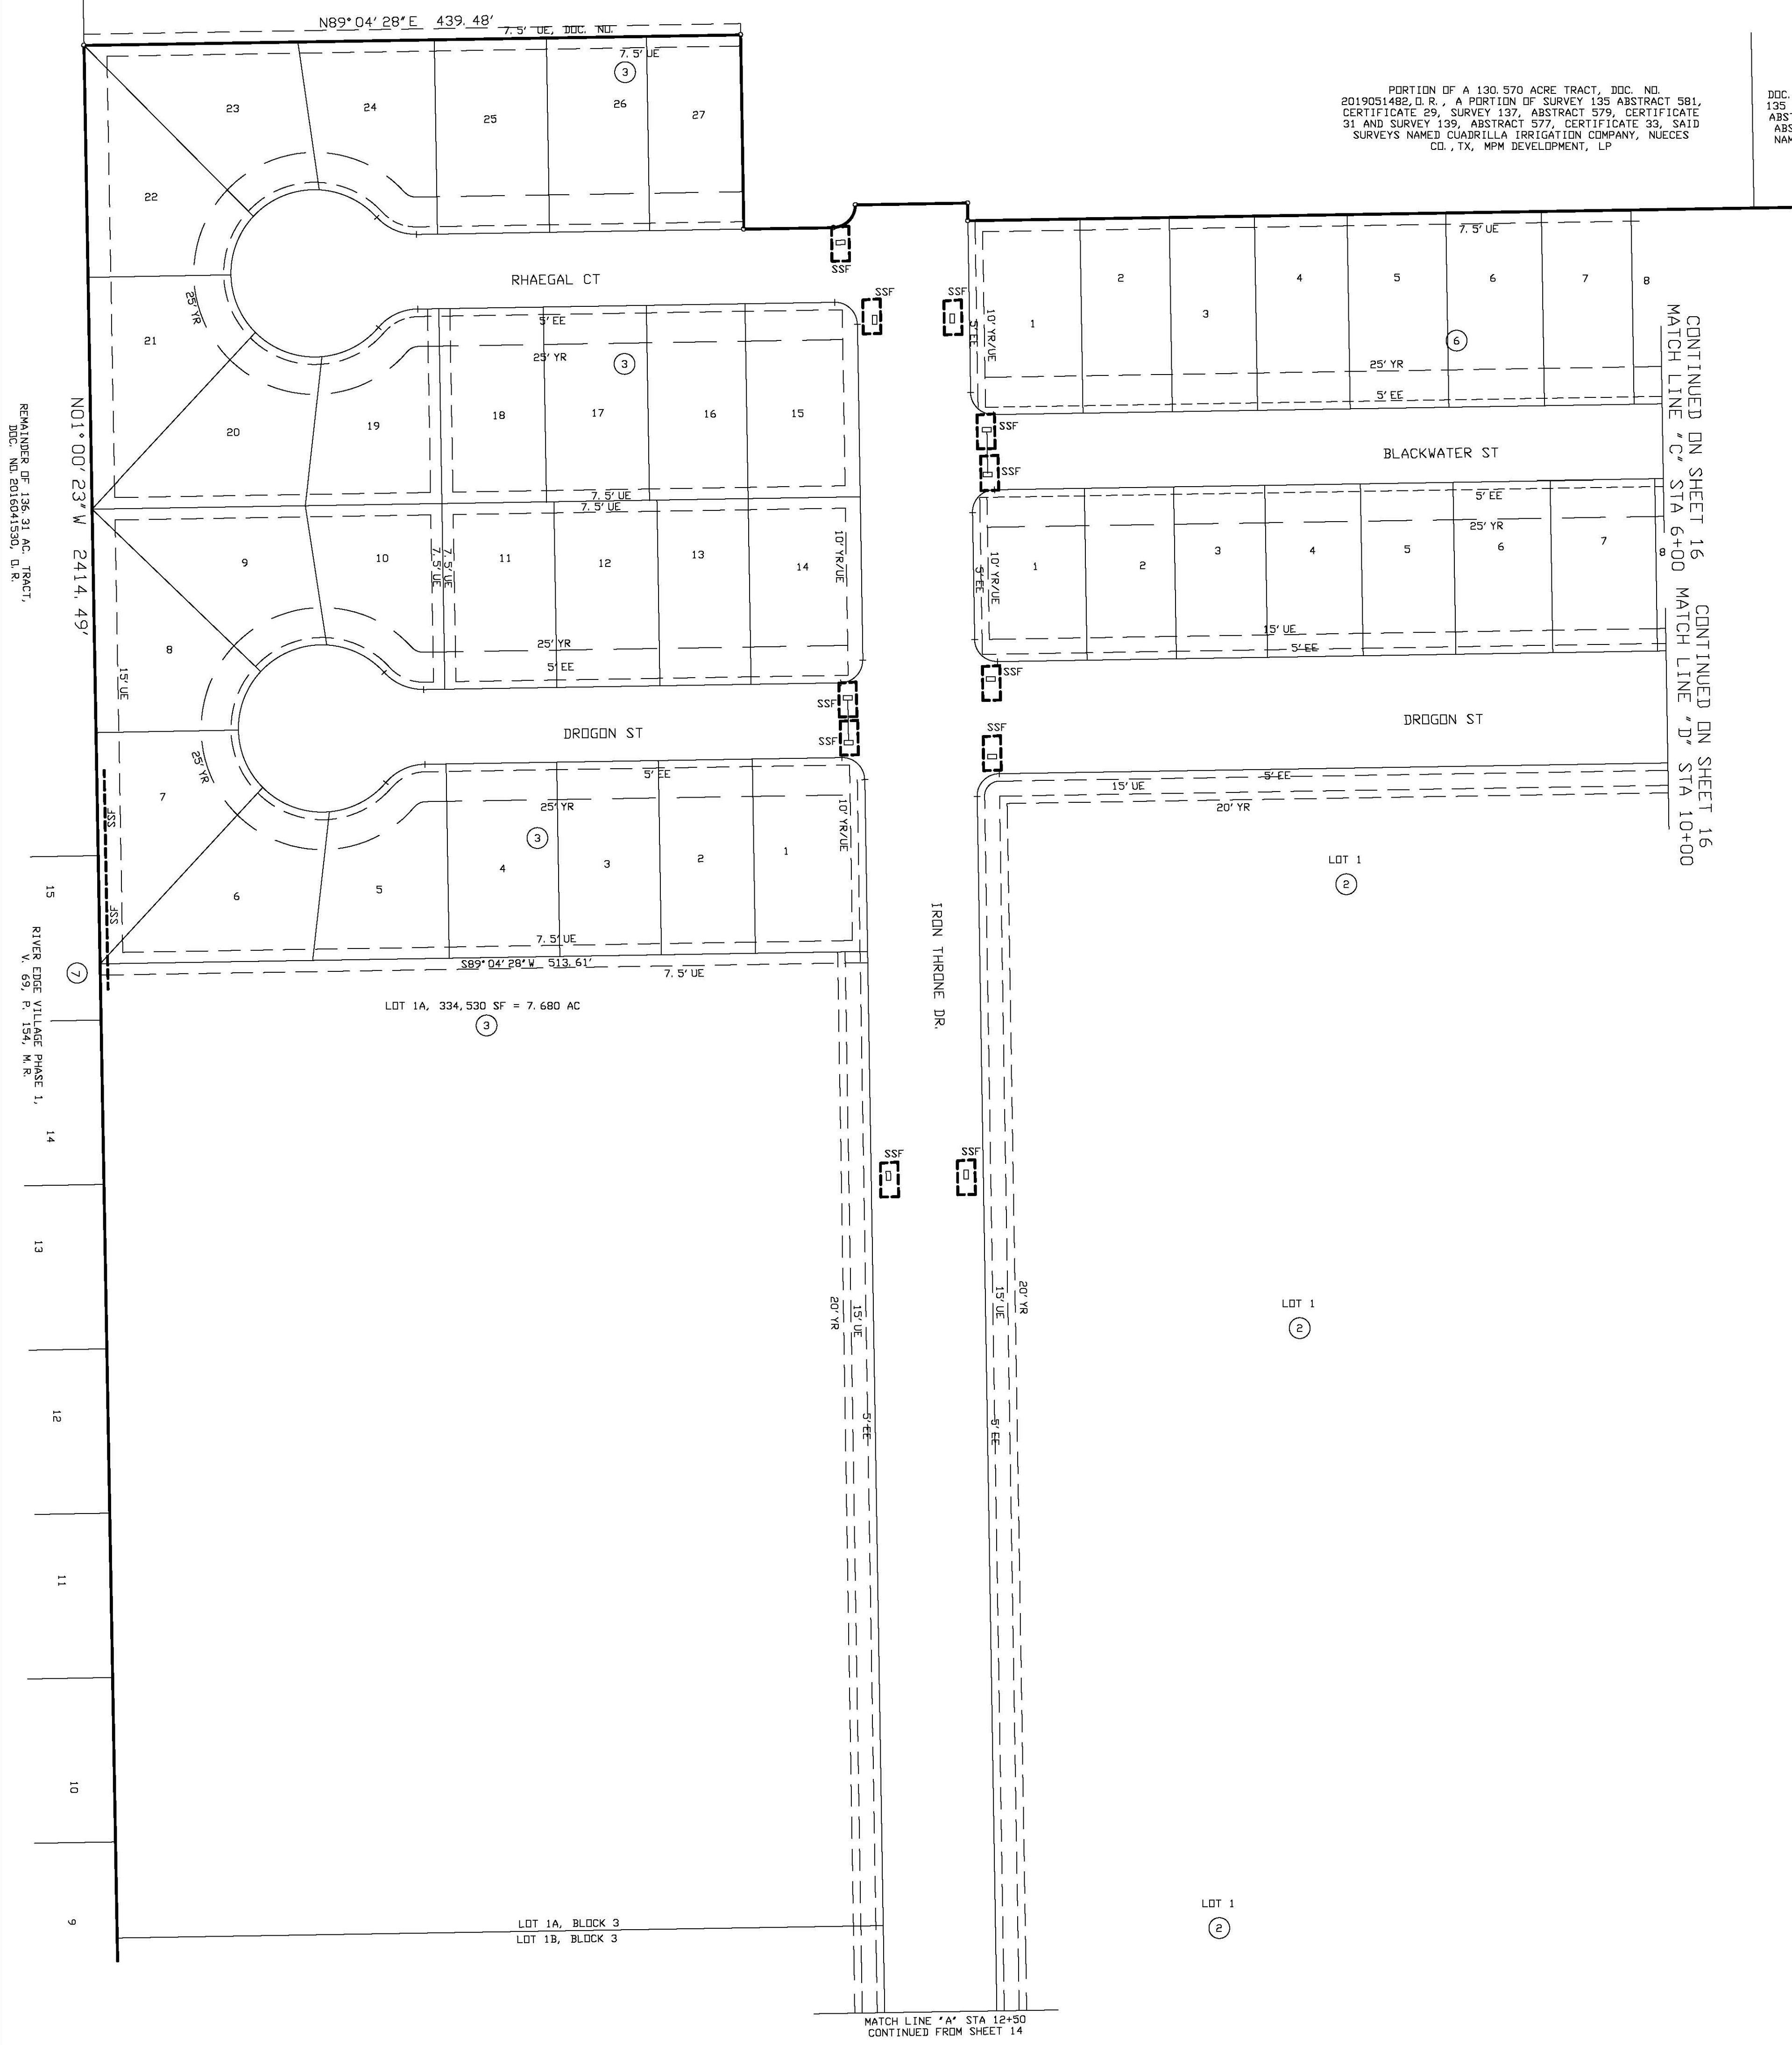 N89° 04' 28" E 439. 48'
7. 5' UE, DOC. NO.
7. 5' UE
3
23
24
25
26
27
22
21
20
19
25' YR
RHAEGAL CT
SSF
SSF
SSF
PORTION OF A 130. 570 ACRE TRACT, DOC. NO.
2019051482, O. R. , A PORTION OF SURVEY 135 ABSTRACT 581,
CERTIFICATE 29, SURVEY 137, ABSTRACT 579, CERTIFICATE
31 AND SURVEY 139, ABSTRACT 577, CERTIFICATE 33, SAID
SURVEYS NAMED CUADRILLA IRRIGATION COMPANY, NUECES
CO. , TX, MPM DEVELOPMENT, LP
DOC.
135
7. 5' UE
1
2
3
4
5
6
7
8
5' EE
10' YR/UE
6
25' YR
5' EE
5' EE
25' YR
3
18
17
16
15
7. 5' UE
7. 5' UE
SSF
SSF
BLACKWATER ST
CONTINUED ON SHEET 16
MATCH LINE "C" STA 6+00
N01° 00' 23" W 2414. 49'
REMAINDER OF 136. 31 AC. TRACT,
DOC. NO. 2016041530, O. R.
9
10
7. 5' UE
7. 5' UE
11
12
13
14
10' YR/UE
8
7
6
5
25' YR
5' EE
15' UE
25' YR
DROGON ST
SSF
SSF
5' EE
25' YR
1
2
3
4
5
6
7
8
5' EE
10' YR/UE
15' UE
5' EE
SSF
SSF
DROGON ST
CONTINUED ON SHEET 16
MATCH LINE "D" STA 10+00
5' EE
15' UE
20' YR
5' EE
25' YR
3
4
3
2
1
10' YR/UE
7. 5' UE
SSF
SSF
S89° 04' 28" W 513. 61'
7. 5' UE
LOT 1A, 334, 530 SF = 7. 680 AC
3
IRON THRONE DR.
LOT 1
2
15
7
RIVER EDGE VILLAGE PHASE 1,
V. 69, P. 154, M. R.
14
13
12
11
10
9
SSF
SSF
20' YR
15' UE
5' EE
15' UE
20' YR
5' EE
LOT 1
2
LOT 1
2
LOT 1A, BLOCK 3
LOT 1B, BLOCK 3
MATCH LINE "A" STA 12+50
CONTINUED FROM SHEET 14